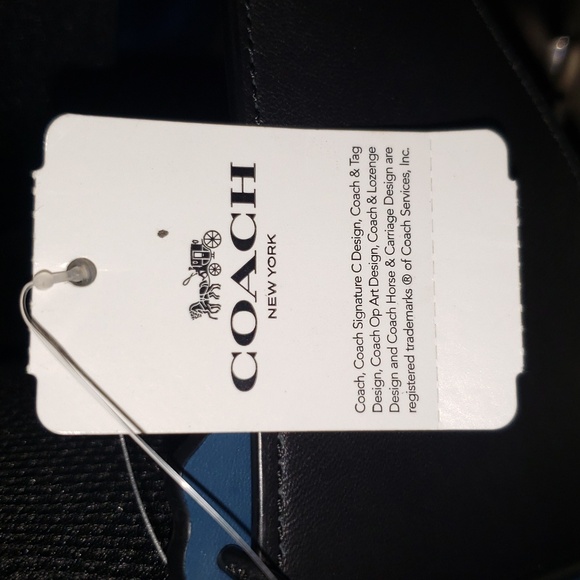 COACH
NEW YORK
Coach, Coach Signature C Design, Coach & Tag
Design, Coach Op Art Design, Coach & Lozenge
Design and Coach Horse & Carriage Design are
registered trademarks ® of Coach Services, Inc.